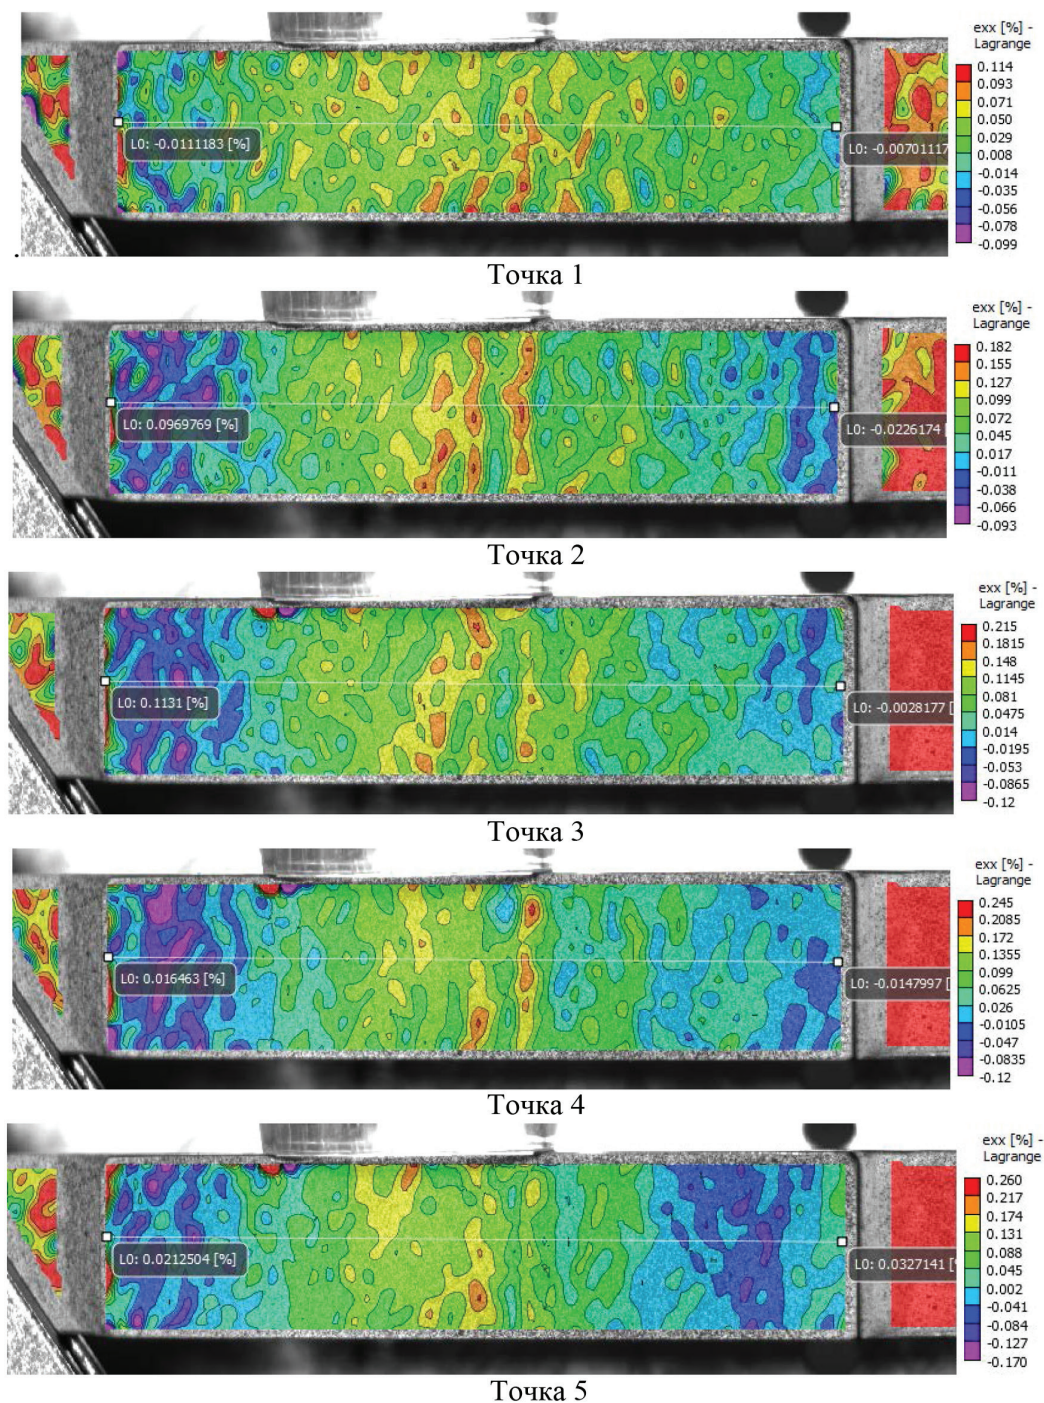 exx [%] -
Lagrange
0.114
0.093
0.071
0.050
0.029
0.008
-0.014
-0.035
-0.056
-0.078
-0.099
L0: -0.0111183 [%]
L0: -0.00701117
Точка 1
exx [%] -
Lagrange
0.182
0.155
0.127
0.099
0.072
0.045
0.017
-0.011
-0.038
-0.066
-0.093
L0: 0.0969769 [%]
L0: -0.0226174 [
Точка 2
exx [%] -
Lagrange
0.215
0.1815
0.148
0.1145
0.081
0.0475
0.014
-0.0195
-0.053
-0.0865
-0.12
L0: 0.1131 [%]
L0: -0.0028177 [
Точка 3
exx [%] -
Lagrange
0.245
0.2085
0.172
0.1355
0.099
0.0625
0.026
-0.0105
-0.047
-0.0835
-0.12
L0: 0.016463 [%]
L0: -0.0147997 [
Точка 4
exx [%] -
Lagrange
0.260
0.217
0.174
0.131
0.088
0.045
0.002
-0.041
-0.084
-0.127
-0.170
L0: 0.0212504 [%]
L0: 0.0327141 [
Точка 5